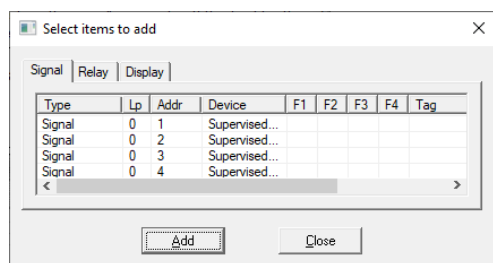 Select items to add
Signal Relay Display
Type Lp Addr Device F1 F2 F3 F4 Tag
Signal 0 1 Supervised...
Signal 0 2 Supervised...
Signal 0 3 Supervised...
Signal 0 4 Supervised...
Add Close